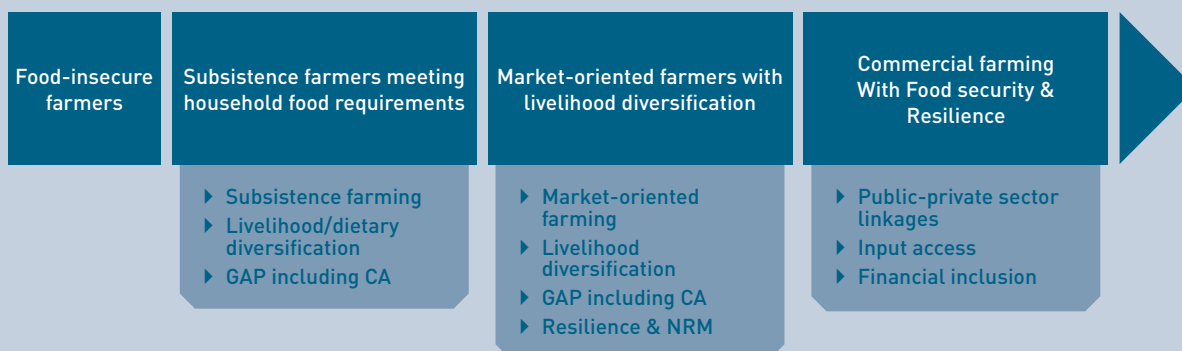 Food-insecure
farmers
Subsistence farmers meeting
household food requirements
Market-oriented farmers with
livelihood diversification
Commercial farming
With Food security &
Resilience
Subsistence farming
Livelihood/dietary
diversification
GAP including CA
Market-oriented
farming
Livelihood
diversification
GAP including CA
Resilience & NRM
Public-private sector
linkages
Input access
Financial inclusion